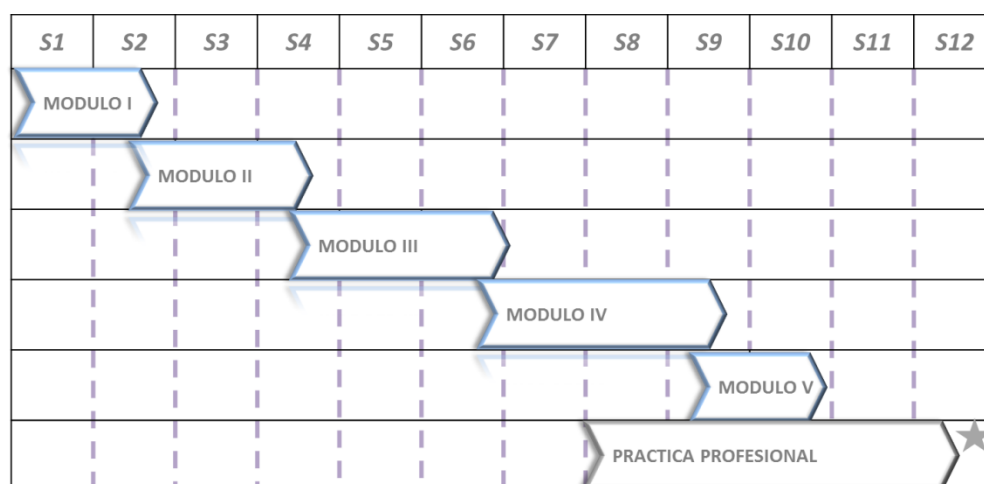 S1 S2 S3 S4 S5 S6 S7 S8 S9 S10 S11 S12
MODULO I
MODULO II
MODULO III
MODULO IV
MODULO V
PRACTICA PROFESIONAL